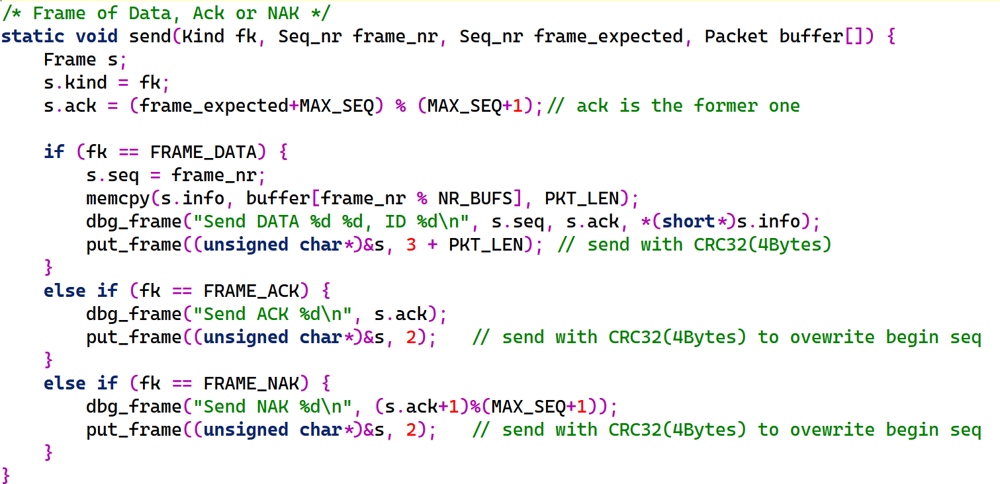 /* Frame of Data, Ack or NAK */
static void send(Kind fk, Seq_nr frame_nr, Seq_nr frame_expected, Packet buffer[]) {
    Frame s;
    s.kind = fk;
    s.ack = (frame_expected+MAX_SEQ) % (MAX_SEQ+1);// ack is the former one

    if (fk == FRAME_DATA) {
        s.seq = frame_nr;
        memcpy(s.info, buffer[frame_nr % NR_BUFS], PKT_LEN);
        dbg_frame("Send DATA %d %d, ID %d\n", s.seq, s.ack, *(short*)s.info);
        put_frame((unsigned char*)&s, 3 + PKT_LEN); // send with CRC32(4Bytes)
    }
    else if (fk == FRAME_ACK) {
        dbg_frame("Send ACK %d\n", s.ack);
        put_frame((unsigned char*)&s, 2);   // send with CRC32(4Bytes) to ovewrite begin seq
    }
    else if (fk == FRAME_NAK) {
        dbg_frame("Send NAK %d\n", (s.ack+1)%(MAX_SEQ+1));
        put_frame((unsigned char*)&s, 2);   // send with CRC32(4Bytes) to ovewrite begin seq
    }
}